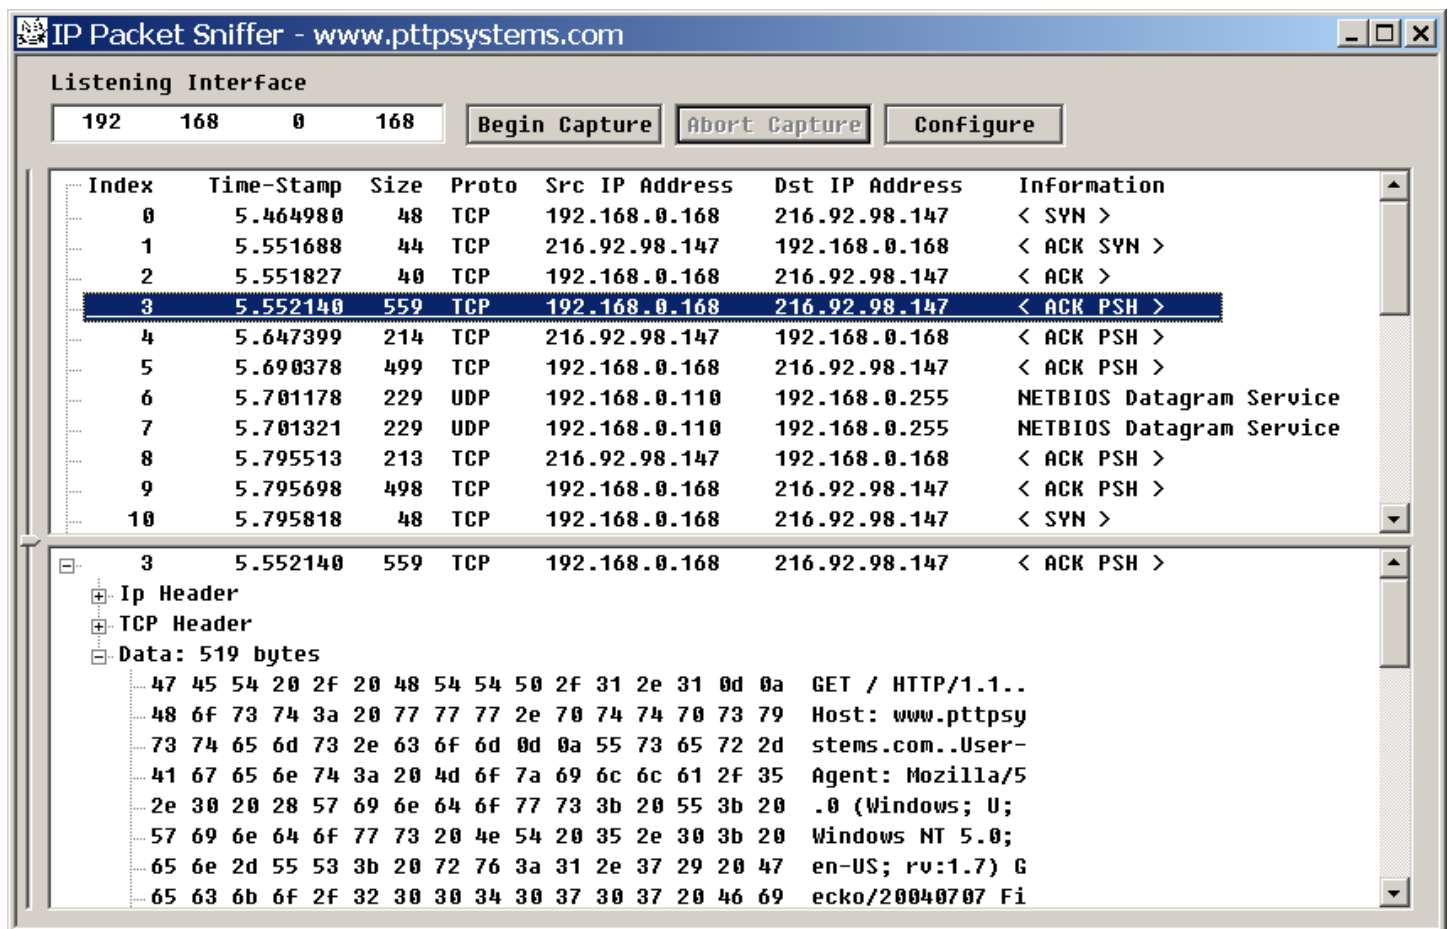 IP Packet Sniffer - www.pttpsystems.com
Listening Interface
192 168 0 168 Begin Capture Abort Capture Configure
Index Time-Stamp Size Proto Src IP Address Dst IP Address Information
0 5.464980 48 TCP 192.168.0.168 216.92.98.147 < SYN >
1 5.551688 44 TCP 216.92.98.147 192.168.0.168 < ACK SYN >
2 5.551827 40 TCP 192.168.0.168 216.92.98.147 < ACK >
3 5.552140 559 TCP 192.168.0.168 216.92.98.147 < ACK PSH >
4 5.647399 214 TCP 216.92.98.147 192.168.0.168 < ACK PSH >
5 5.690378 499 TCP 192.168.0.168 216.92.98.147 < ACK PSH >
6 5.701178 229 UDP 192.168.0.110 192.168.0.255 NETBIOS Datagram Service
7 5.701321 229 UDP 192.168.0.110 192.168.0.255 NETBIOS Datagram Service
8 5.795513 213 TCP 216.92.98.147 192.168.0.168 < ACK PSH >
9 5.795698 498 TCP 192.168.0.168 216.92.98.147 < ACK PSH >
10 5.795818 48 TCP 192.168.0.168 216.92.98.147 < SYN >
3 5.552140 559 TCP 192.168.0.168 216.92.98.147 < ACK PSH >
Ip Header
TCP Header
Data: 519 bytes
47 45 54 20 2f 20 48 54 54 50 2f 31 2e 31 0d 0a GET / HTTP/1.1..
48 6f 73 74 3a 20 77 77 77 2e 70 74 74 70 73 79 Host: www.pttpsy
73 74 65 6d 73 2e 63 6f 6d 0d 0a 55 73 65 72 2d stems.com..User-
41 67 65 6e 74 3a 20 4d 6f 7a 69 6c 6c 61 2f 35 Agent: Mozilla/5
2e 30 20 28 57 69 6e 64 6f 77 73 3b 20 55 3b 20 .0 (Windows; U;
57 69 6e 64 6f 77 73 20 4e 54 20 35 2e 30 3b 20 Windows NT 5.0;
65 6e 2d 55 53 3b 20 72 76 3a 31 2e 37 29 20 47 en-US; rv:1.7) G
65 63 6b 6f 2f 32 30 30 34 30 37 30 37 20 46 69 ecko/20040707 Fi